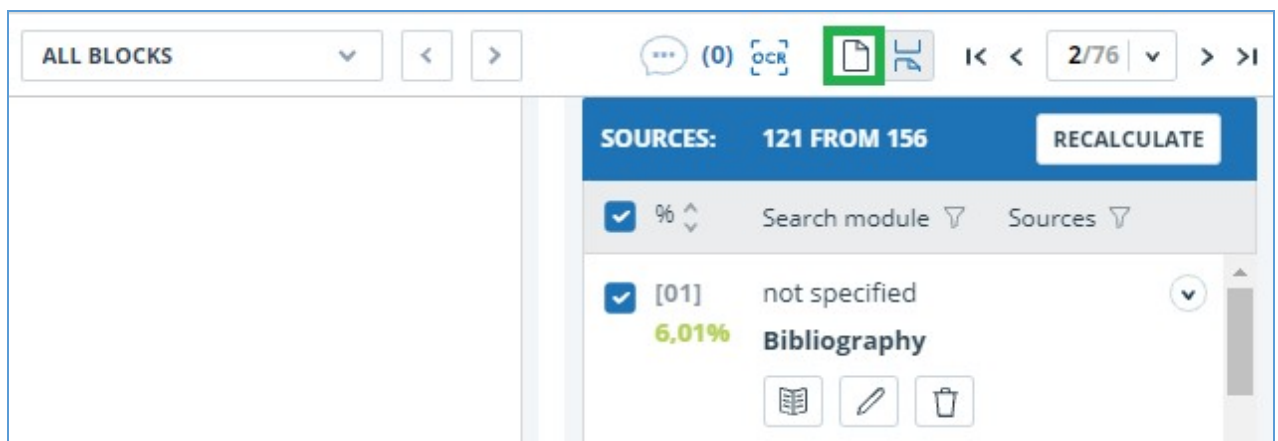 ALL BLOCKS
(0) OCR 2/76
SOURCES: 121 FROM 156 RECALCULATE
% Search module Sources
[01] not specified
6,01% Bibliography